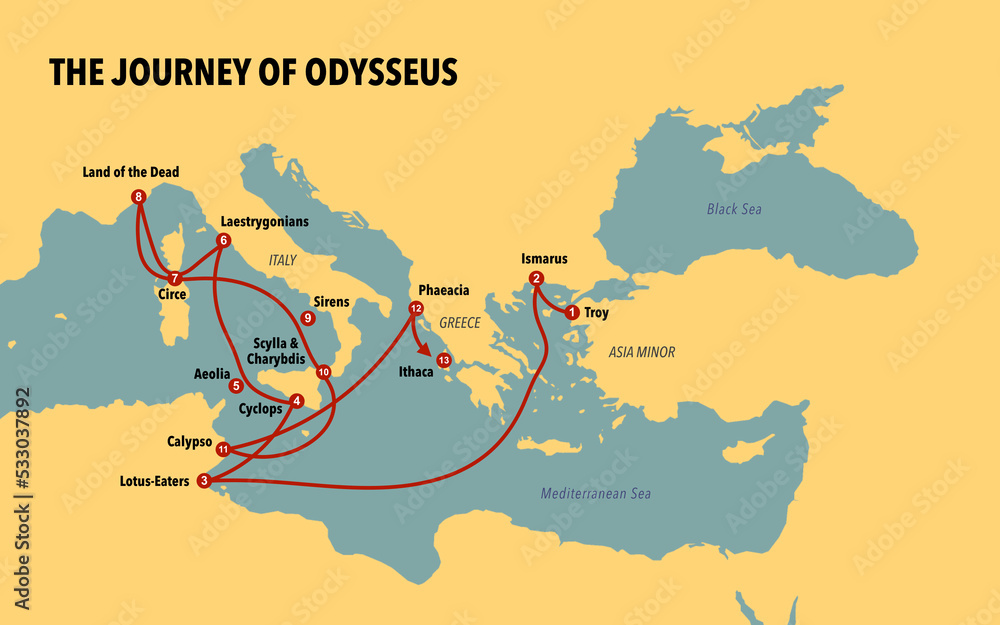 THE JOURNEY OF ODYSSEUS
Land of the Dead
8
Laestrygonians
6
ITALY
7
Circe
Sirens
9
Scylla &
Charybdis
10
Aeolia
5
Cyclops
4
Calypso
11
Lotus-Eaters
3
Phaeacia
12
GREECE
Ithaca
13
Ismarus
2
1
Troy
ASIA MINOR
Black Sea
Mediterranean Sea
Adobe Stock | #533037892
Adobe Stock